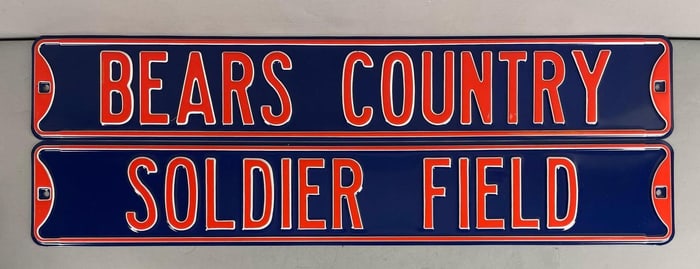 BEARS COUNTRY
SOLDIER FIELD